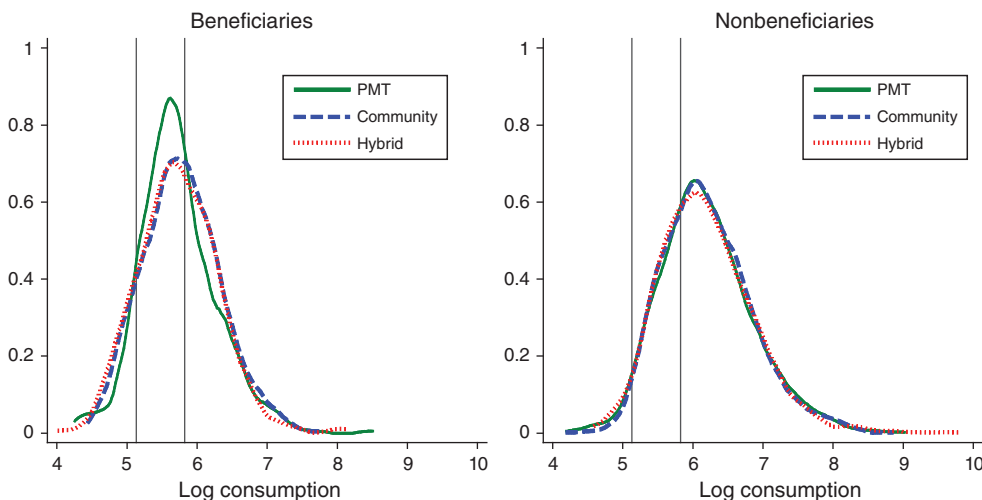 Beneficiaries
1
0.8
0.6
0.4
0.2
0
4 5 6 7 8 9 10
Log consumption
PMT
Community
Hybrid
Nonbeneficiaries
1
0.8
0.6
0.4
0.2
0
4 5 6 7 8 9 10
Log consumption
PMT
Community
Hybrid